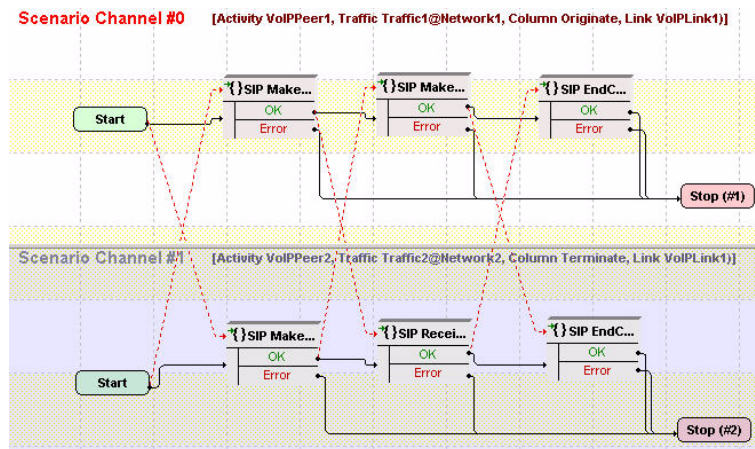 Scenario Channel #0 [Activity VoIPPeer1, Traffic Traffic1@Network1, Column Originate, Link VoIPLink1)]
{}SIP Make... {}SIP Make... {}SIP EndC...
Start OK OK OK
Error Error Error
Stop (#1)
Scenario Channel #1 [Activity VoIPPeer2, Traffic Traffic2@Network2, Column Terminate, Link VoIPLink1)]
{}SIP Make... {}SIP Recei... {}SIP EndC...
OK OK OK
Start Error Error Error
Stop (#2)